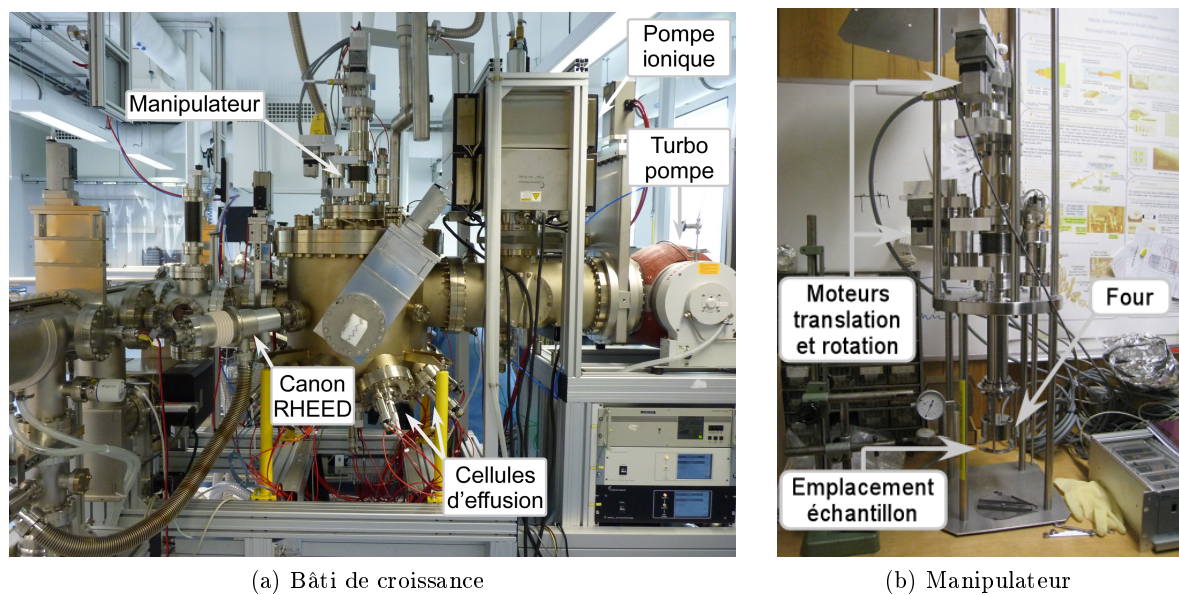 Pompe
ionique
Manipulateur
Turbo
pompe
Canon
RHEED
Cellules
d'effusion
Moteurs
translation
et rotation
Four
Emplacement
échantillon
(a) Bâti de croissance
(b) Manipulateur